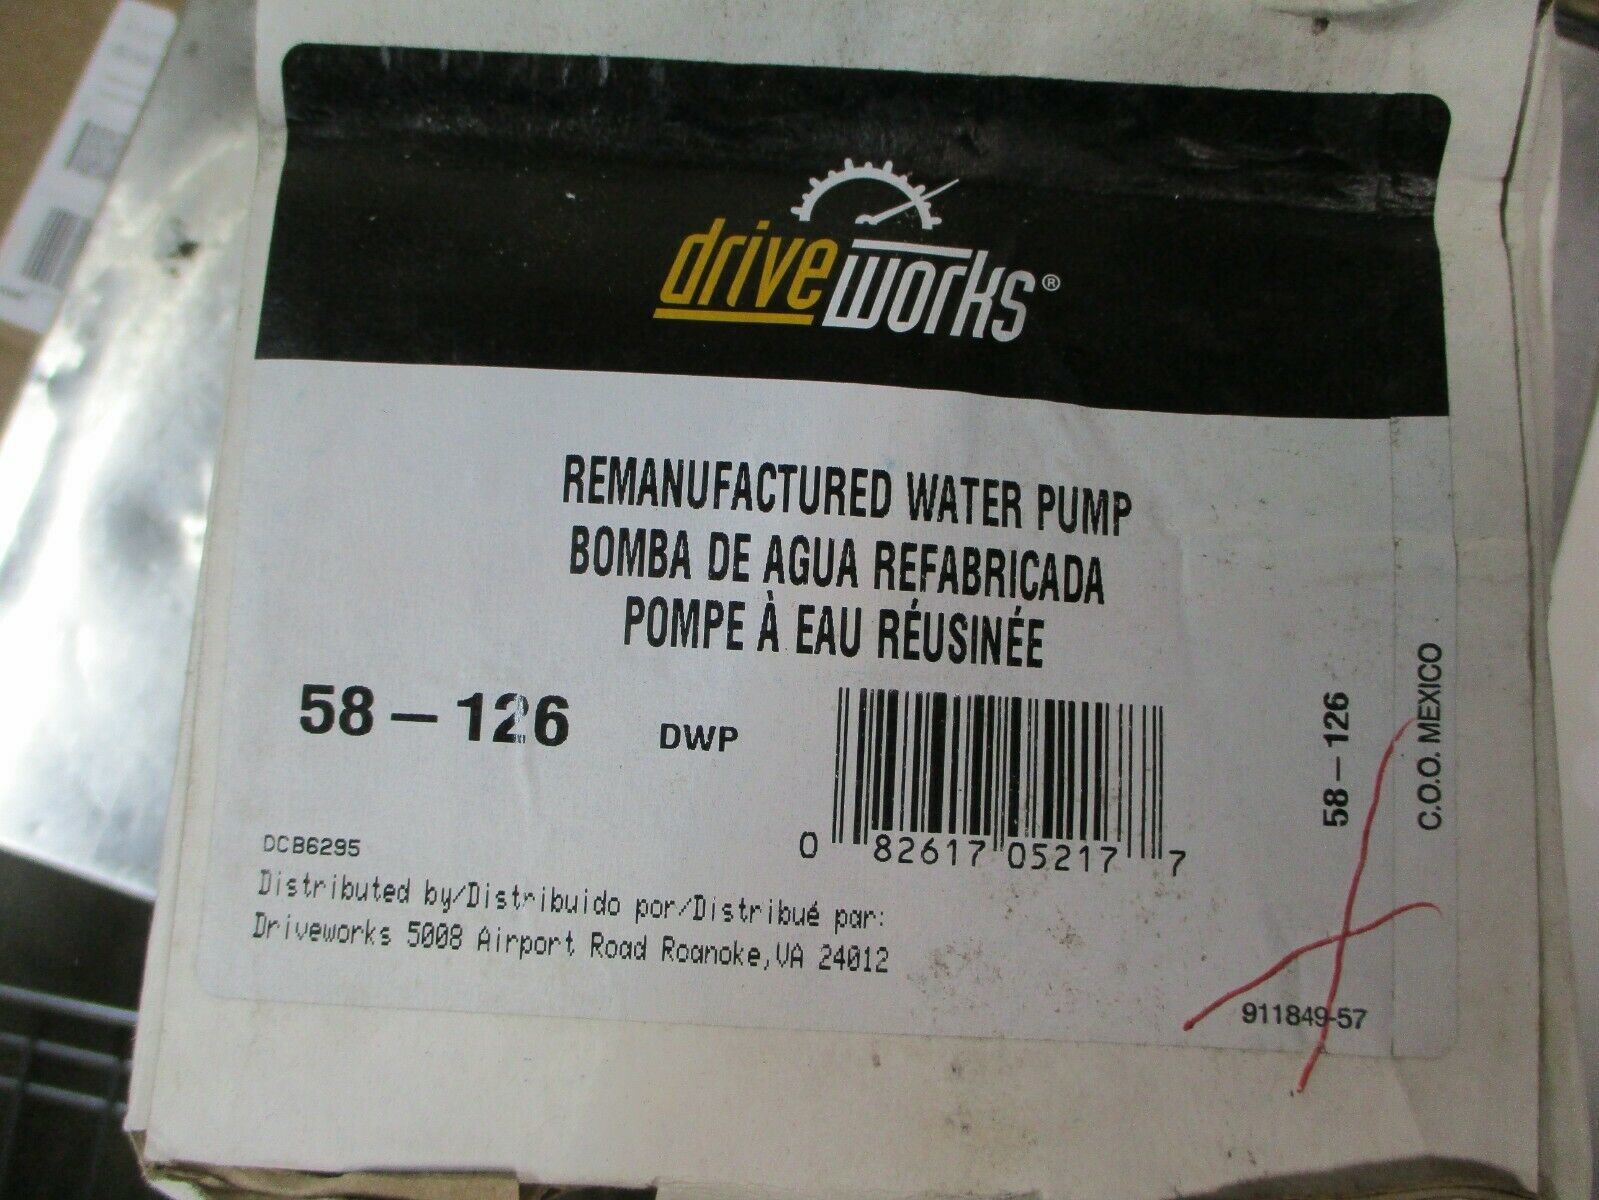 driveworks®
REMANUFACTURED WATER PUMP
BOMBA DE AGUA REFABRICADA
POMPE À EAU RÉUSINÉE
58-126 DWP
0 82617 05217 7
58-126
C.O.O. MEXICO
DCB6295
Distributed by/Distribuido por/Distribué par:
Driveworks 5008 Airport Road Roanoke,VA 24012
911849-57